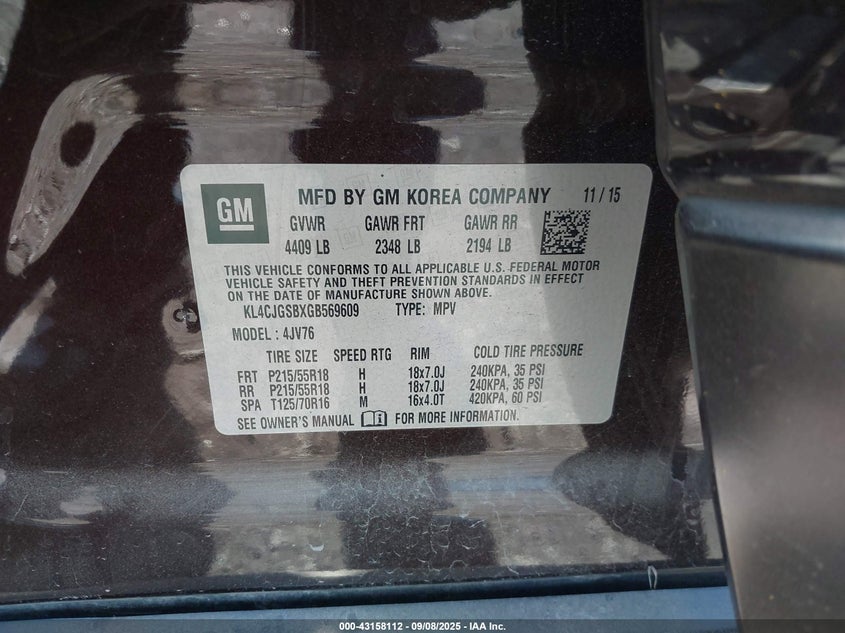 GM
MFD BY GM KOREA COMPANY 11 / 15
GVWR GAWR FRT GAWR RR
4409 LB 2348 LB 2194 LB
THIS VEHICLE CONFORMS TO ALL APPLICABLE U.S. FEDERAL MOTOR
VEHICLE SAFETY AND THEFT PREVENTION STANDARDS IN EFFECT
ON THE DATE OF MANUFACTURE SHOWN ABOVE.
KL4CJGSBXGB569609 TYPE: MPV
MODEL : 4JV76
TIRE SIZE SPEED RTG RIM COLD TIRE PRESSURE
FRT P215/55R18 H 18x7.0J 240KPA, 35 PSI
RR P215/55R18 H 18x7.0J 240KPA, 35 PSI
SPA T125/70R16 M 16x4.0T 420KPA, 60 PSI
SEE OWNER'S MANUAL FOR MORE INFORMATION.
000-43158112 - 09/08/2025 - IAA Inc.